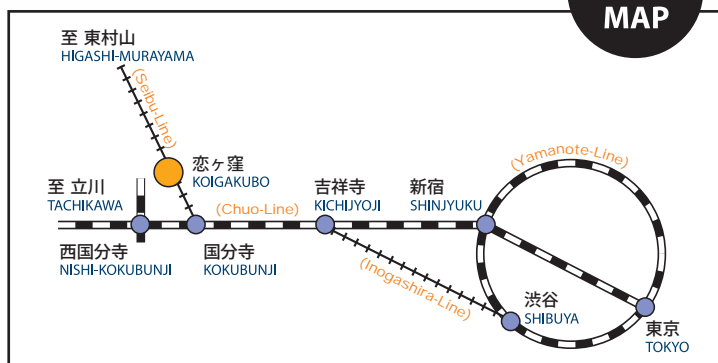 MAP
至 東村山
HIGASHI-MURAYAMA
(Seibu-Line)
恋ヶ窪
KOIGAKUBO
至 立川
TACHIKAWA
(Chuo-Line)
吉祥寺
KICHIJYOJI
新宿
SHINJYUKU
(Yamanote-Line)
西国分寺
NISHI-KOKUBUNJI
国分寺
KOKUBUNJI
(Inogashira-Line)
渋谷
SHIBUYA
東京
TOKYO